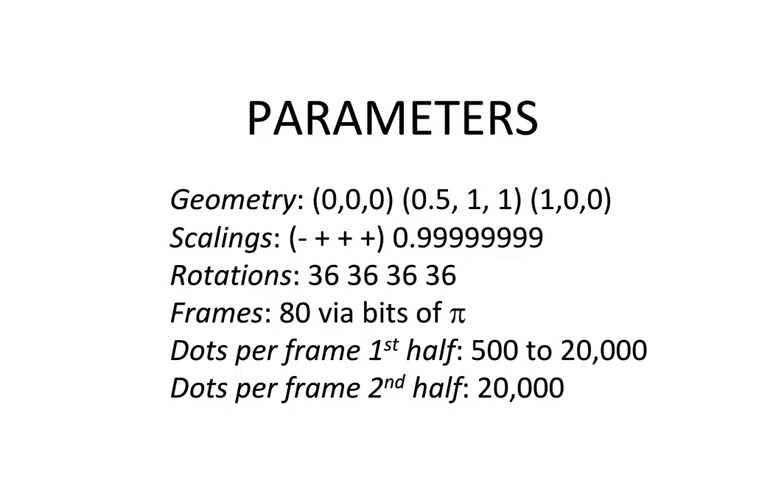 PARAMETERS
Geometry: (0,0,0) (0.5, 1, 1) (1,0,0)
Scalings: (- + + +) 0.99999999
Rotations: 36 36 36 36
Frames: 80 via bits of π
Dots per frame 1st half: 500 to 20,000
Dots per frame 2nd half: 20,000